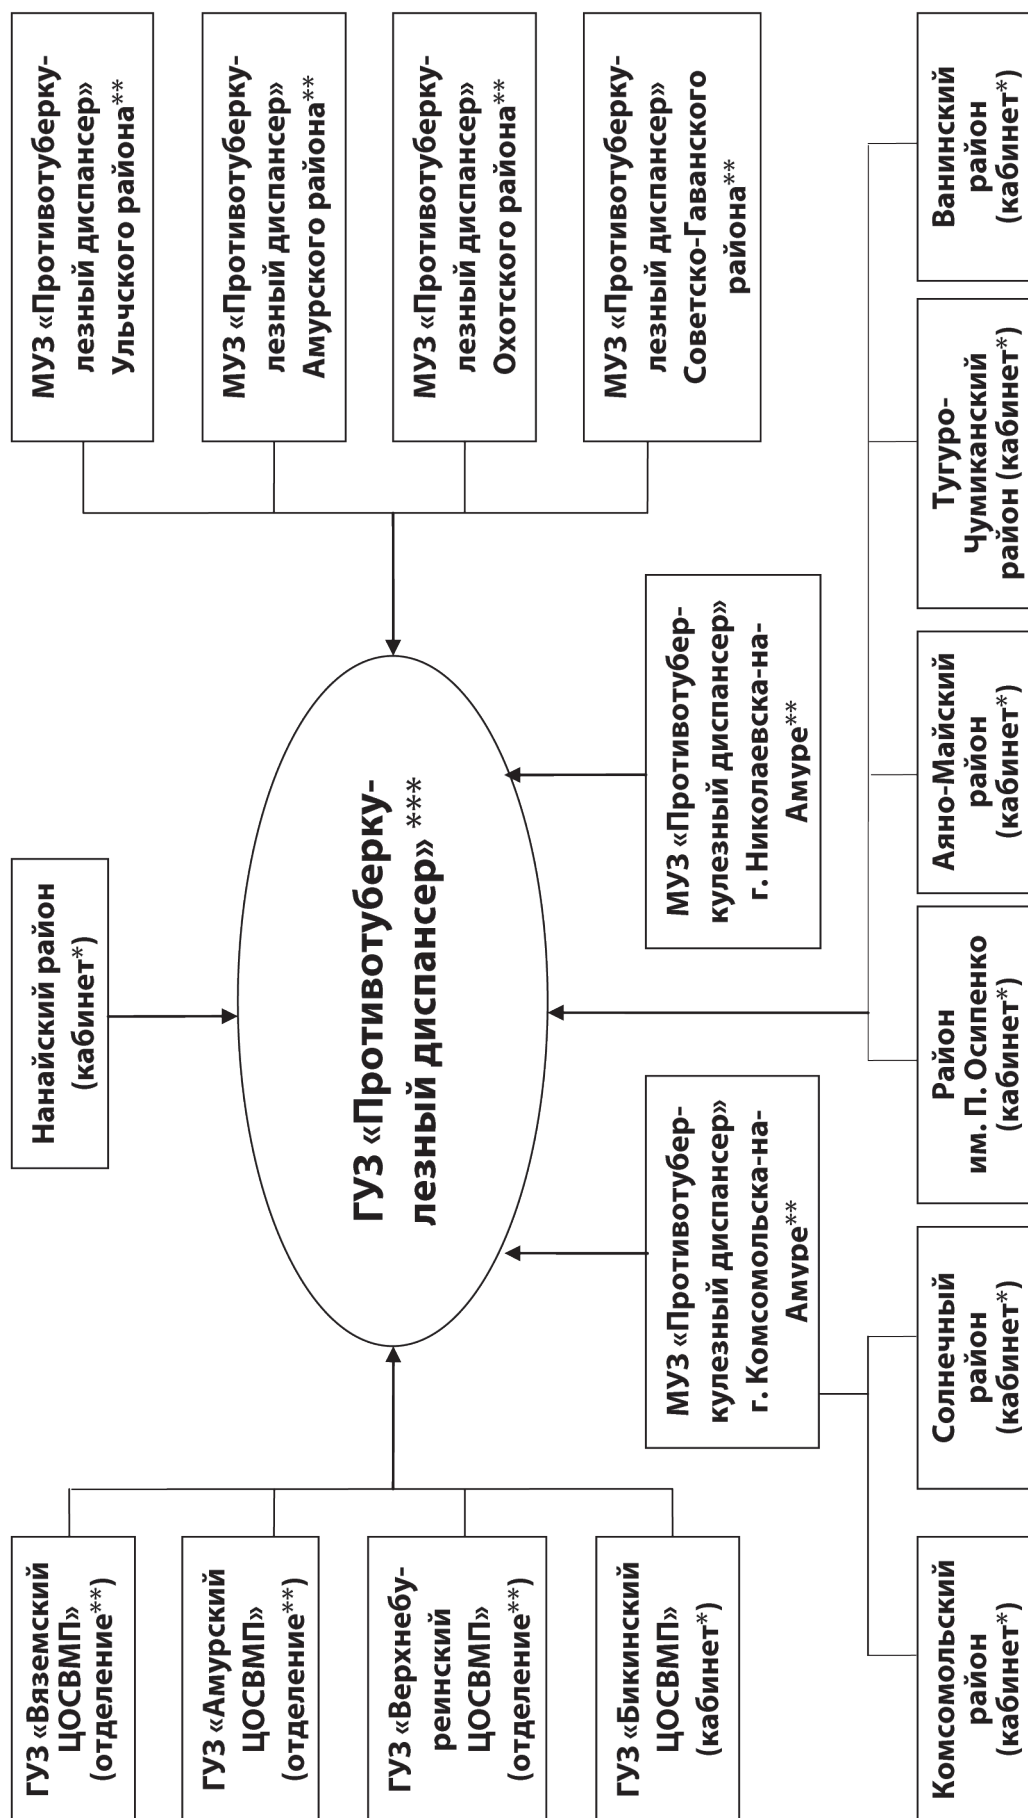 ГУЗ «Вяземский
ЦОСВМП»
(отделение**)
ГУЗ «Амурский
ЦОСВМП»
(отделение**)
ГУЗ «Верхнебу-
реинский
ЦОСВМП»
(отделение**)
ГУЗ «Бикинский
ЦОСВМП»
(кабинет*)
Нанайский район
(кабинет*)
ГУЗ «Противотуберку-
лезный диспансер» ***
МУЗ «Противотуберку-
лезный диспансер»
Ульчского района**
МУЗ «Противотуберку-
лезный диспансер»
Амурского района**
МУЗ «Противотуберку-
лезный диспансер»
Охотского района**
МУЗ «Противотуберку-
лезный диспансер»
Советско-Гаванского
района**
МУЗ «Противотубер-
кулезный диспансер»
г. Комсомольска-на-
Амуре**
МУЗ «Противотубер-
кулезный диспансер»
г. Николаевска-на-
Амуре**
Комсомольский
район
(кабинет*)
Солнечный
район
(кабинет*)
Район
им. П. Осипенко
(кабинет*)
Аяно-Майский
район
(кабинет*)
Тугуро-
Чумиканский
район (кабинет*)
Ванинский
район
(кабинет*)